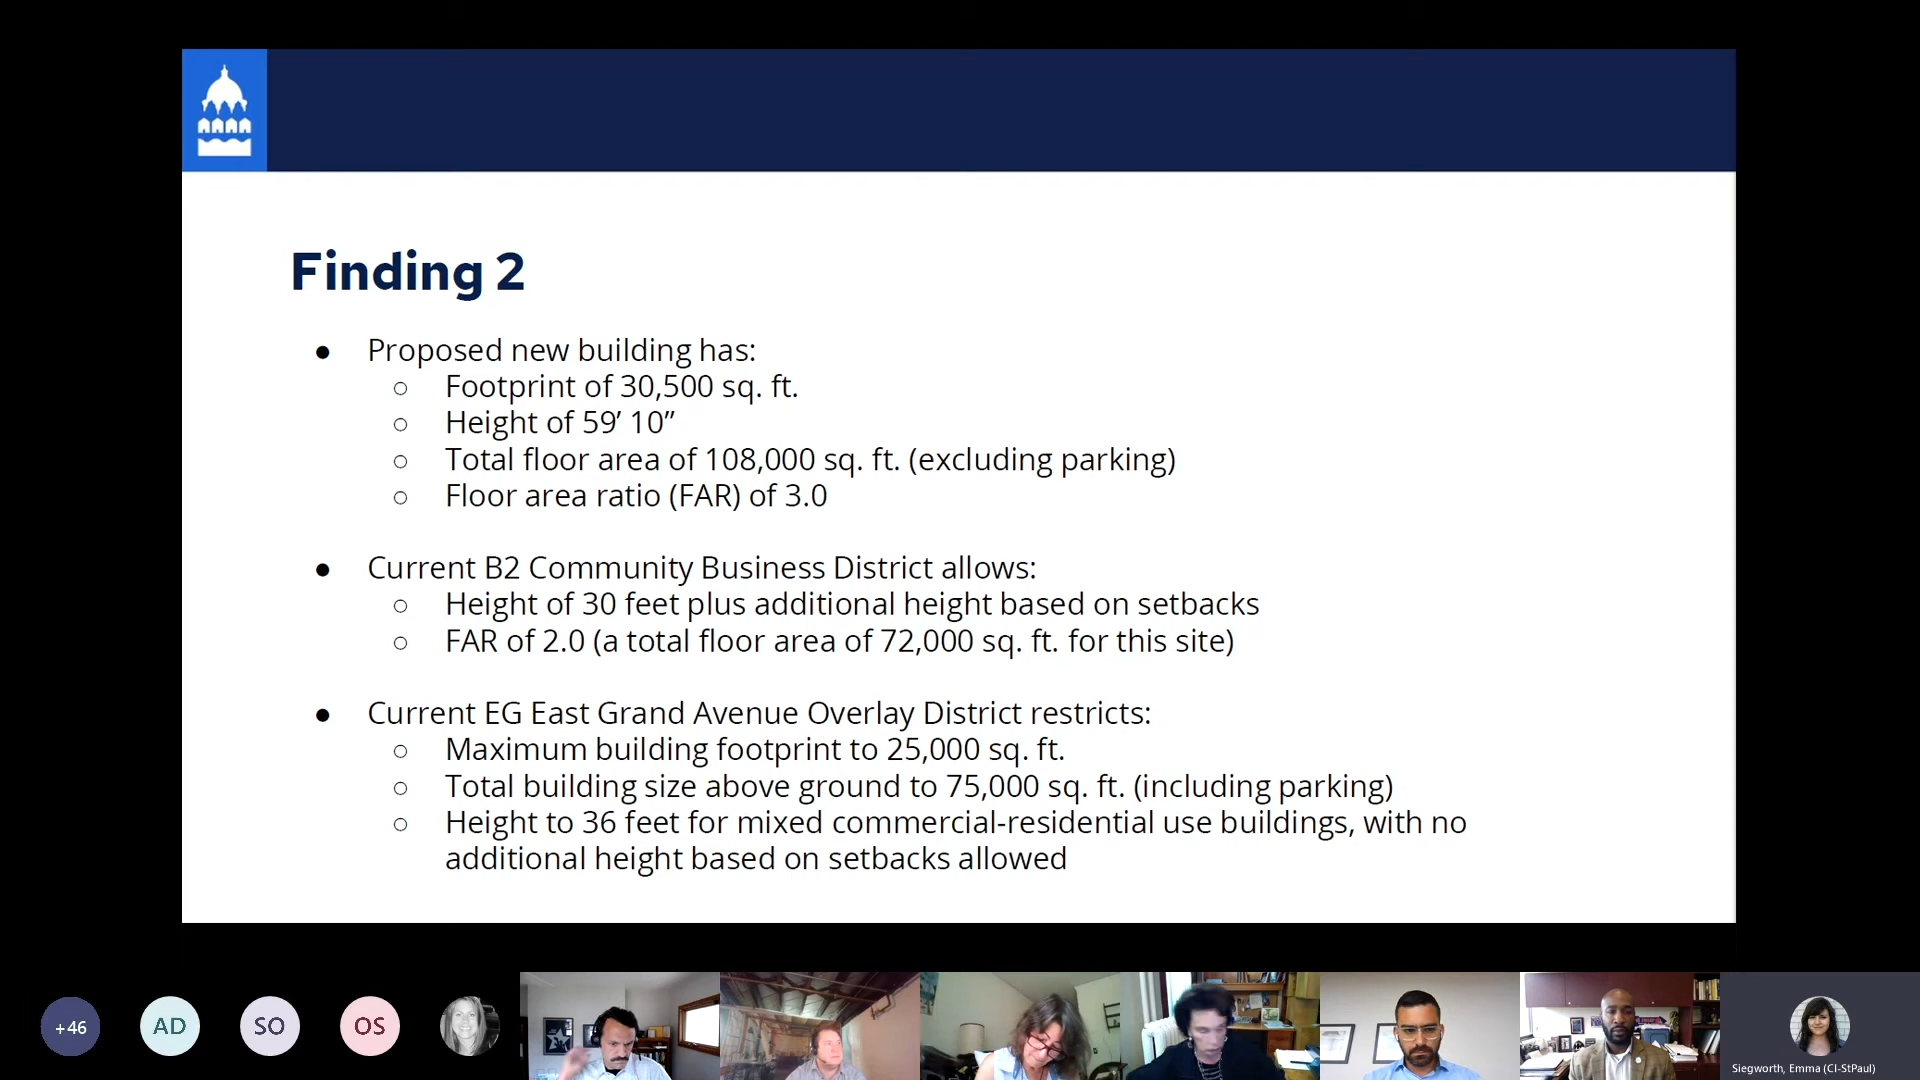 Finding 2
● Proposed new building has:
○ Footprint of 30,500 sq. ft.
○ Height of 59’ 10”
○ Total floor area of 108,000 sq. ft. (excluding parking)
○ Floor area ratio (FAR) of 3.0
● Current B2 Community Business District allows:
○ Height of 30 feet plus additional height based on setbacks
○ FAR of 2.0 (a total floor area of 72,000 sq. ft. for this site)
● Current EG East Grand Avenue Overlay District restricts:
○ Maximum building footprint to 25,000 sq. ft.
○ Total building size above ground to 75,000 sq. ft. (including parking)
○ Height to 36 feet for mixed commercial-residential use buildings, with no
additional height based on setbacks allowed
+46
AD
SO
OS
Siegworth, Emma (CI-StPaul)